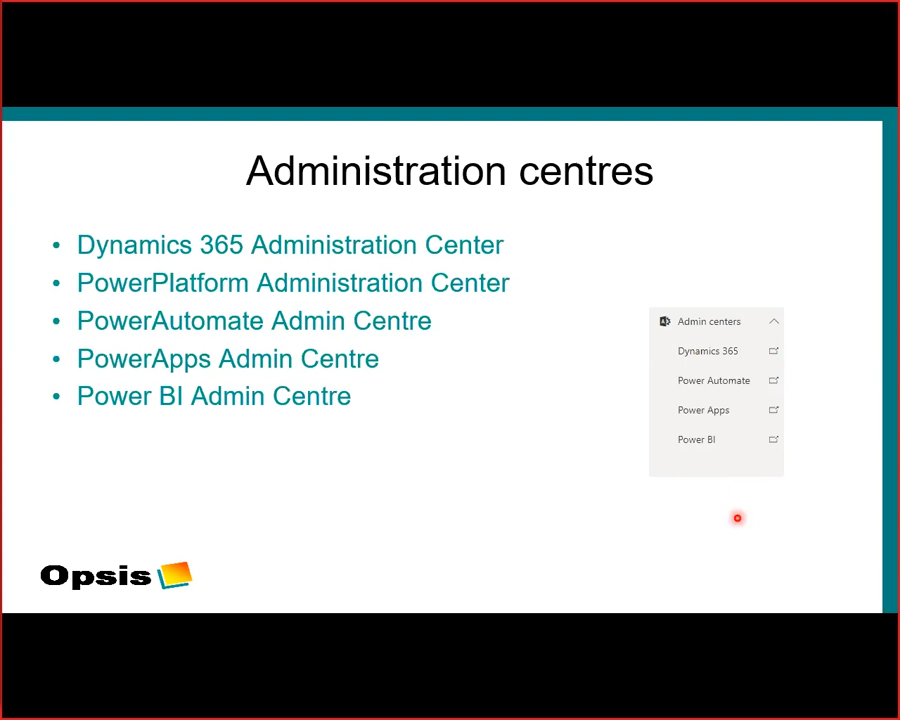 Administration centres
• Dynamics 365 Administration Center
• PowerPlatform Administration Center
• PowerAutomate Admin Centre
• PowerApps Admin Centre
• Power BI Admin Centre
Admin centers
Dynamics 365
Power Automate
Power Apps
Power BI
Opsis